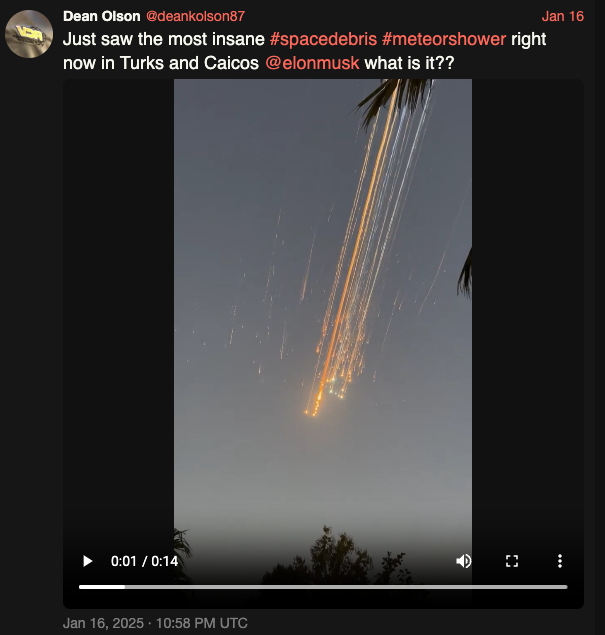 Dean Olson @deankolson87
Jan 16
Just saw the most insane #spacedebris #meteorshower right
now in Turks and Caicos @elonmusk what is it??
0:01 / 0:14
Jan 16, 2025 · 10:58 PM UTC